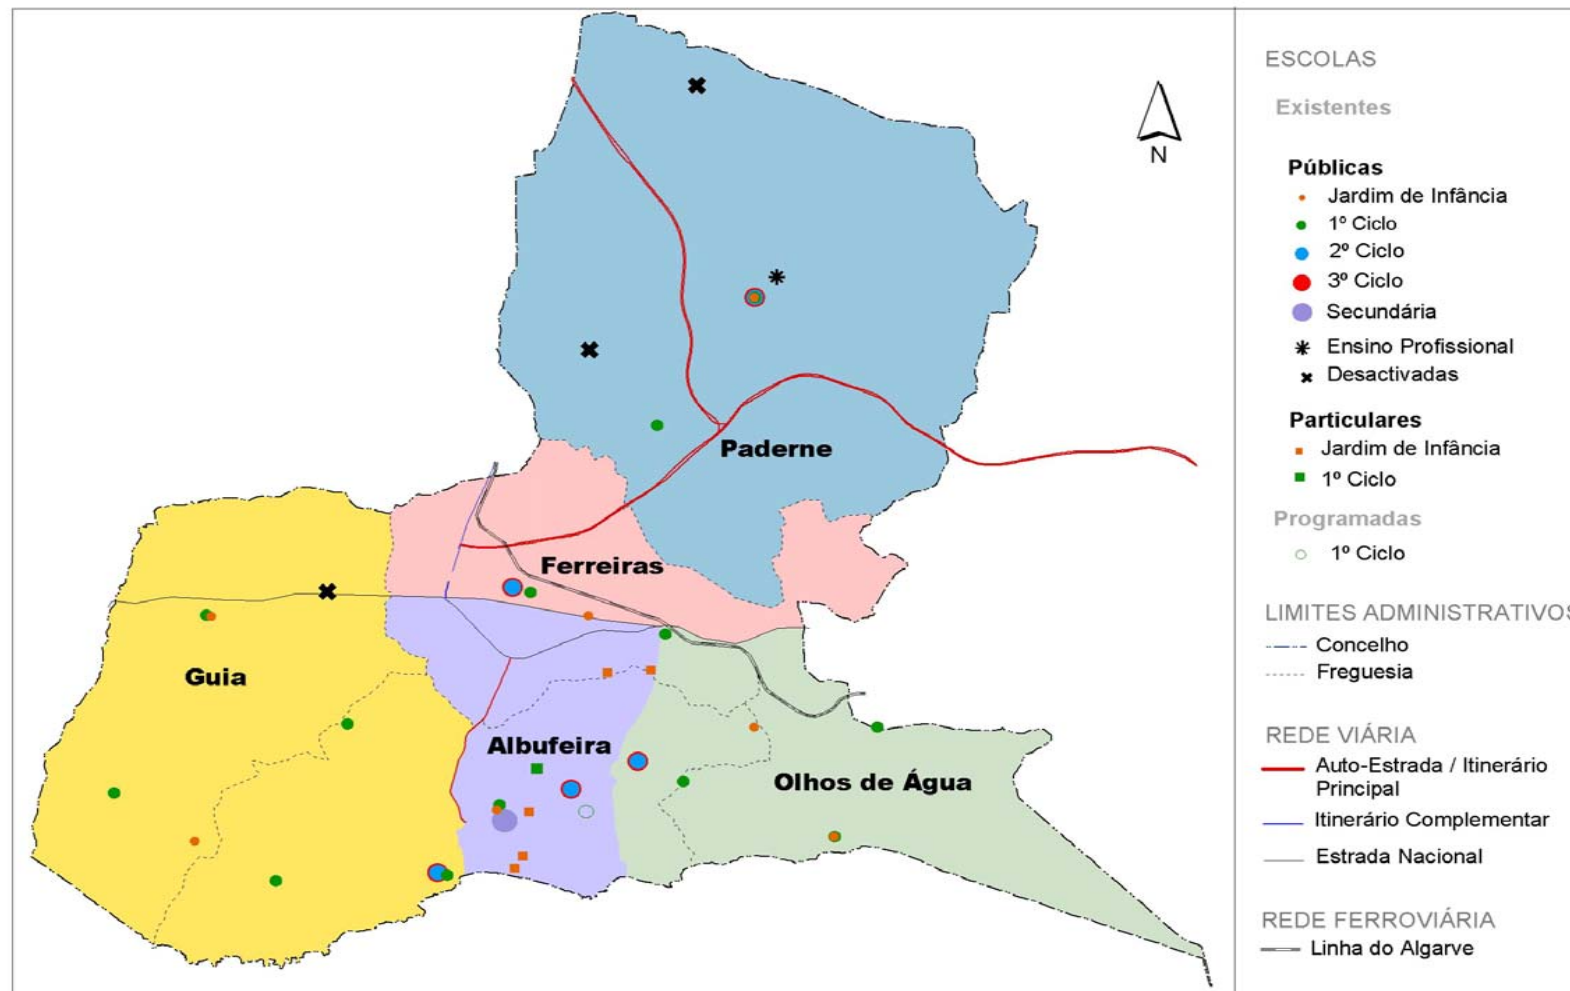 N
Paderne
Ferreiras
Guia
Albufeira
Olhos de Água
ESCOLAS
Existentes
Públicas
Jardim de Infância
1º Ciclo
2º Ciclo
3º Ciclo
Secundária
Ensino Profissional
Desactivadas
Particulares
Jardim de Infância
1º Ciclo
Programadas
1º Ciclo
LIMITES ADMINISTRATIVOS
Concelho
Freguesia
REDE VIÁRIA
Auto-Estrada / Itinerário
Principal
Itinerário Complementar
Estrada Nacional
REDE FERROVIÁRIA
Linha do Algarve